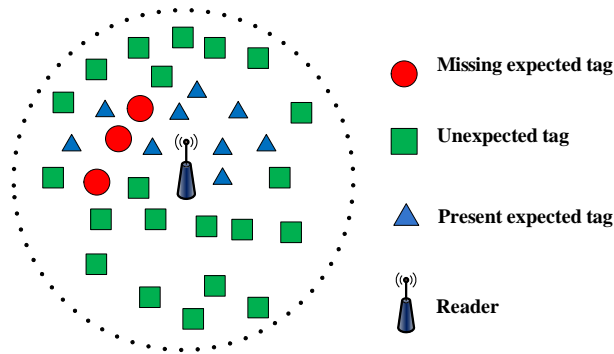 Missing expected tag
Unexpected tag
Present expected tag
Reader